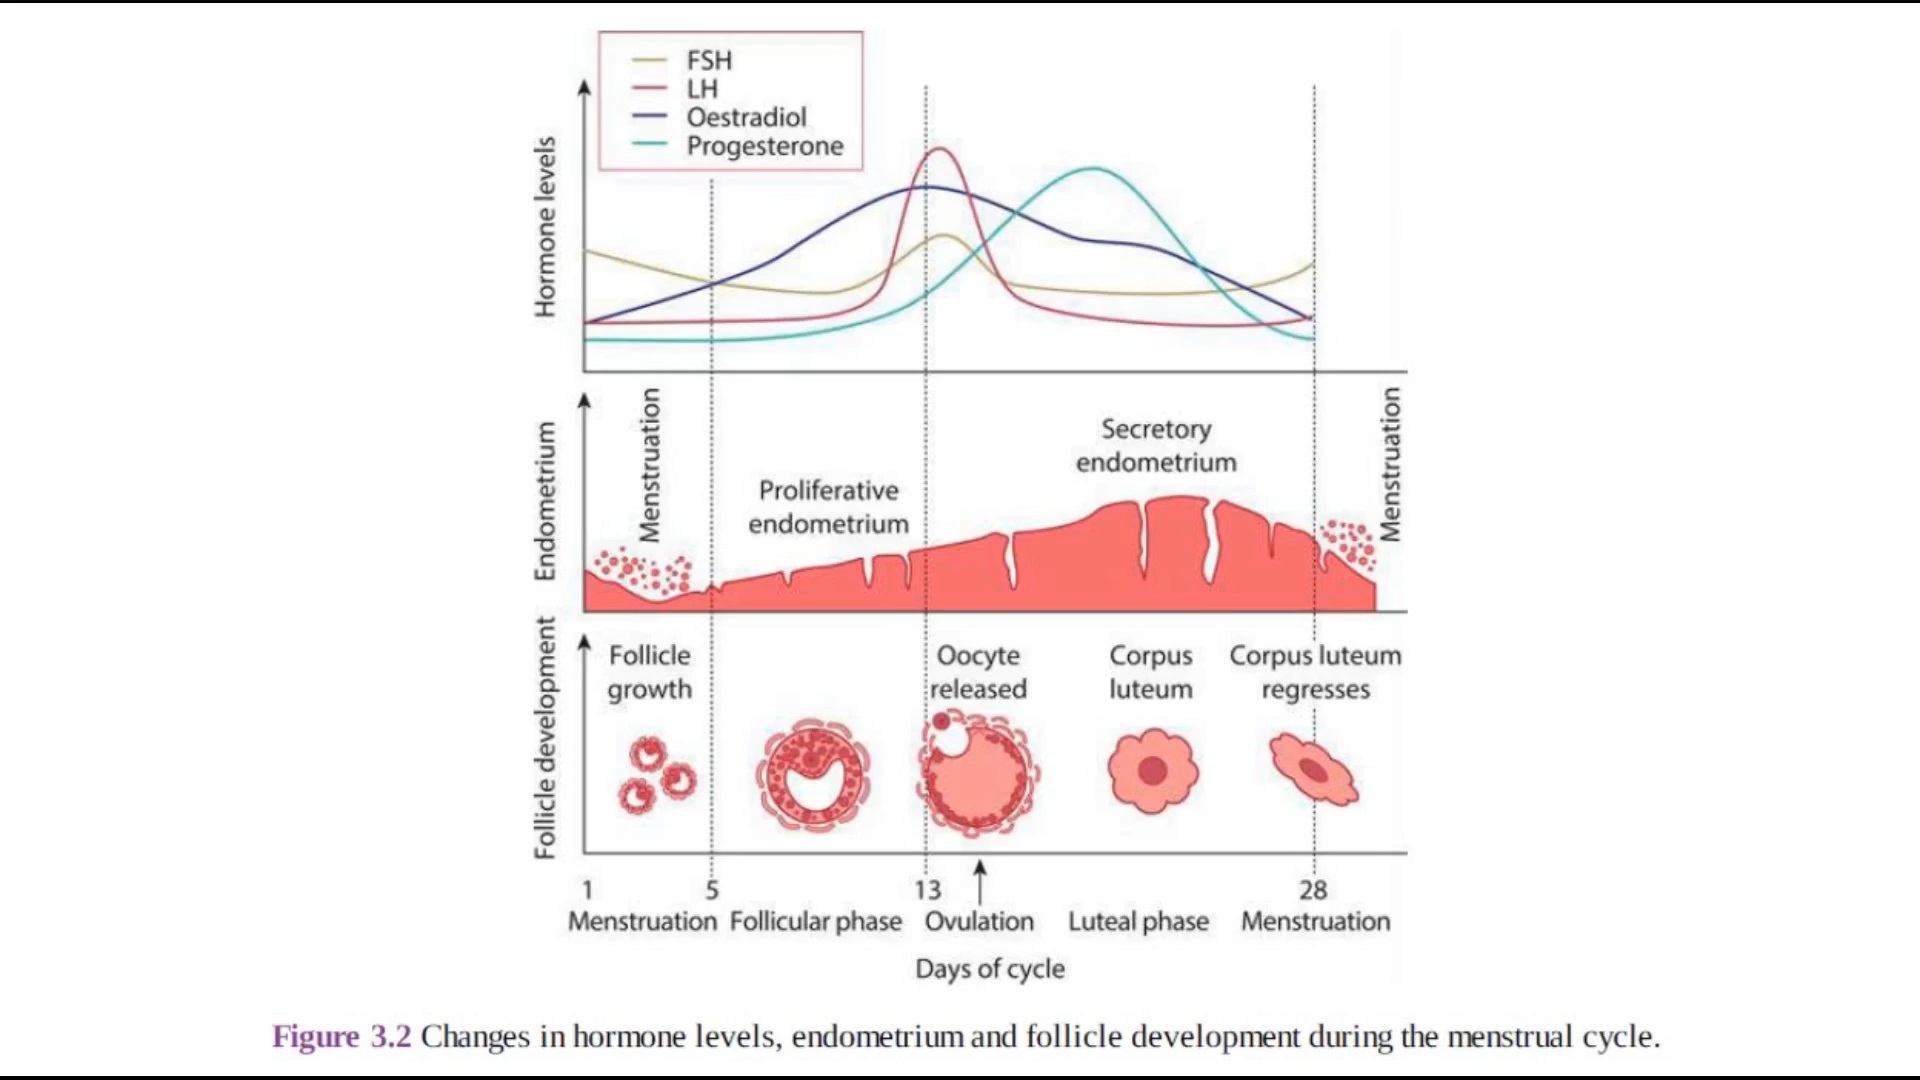 FSH
LH
Oestradiol
Progesterone
Hormone levels
Endometrium
Menstruation
Proliferative
endometrium
Secretory
endometrium
Menstruation
Follicle development
Follicle
growth
Oocyte
released
Corpus
luteum
Corpus luteum
regresses
1 5 13 28
Menstruation Follicular phase Ovulation Luteal phase Menstruation
Days of cycle
Figure 3.2 Changes in hormone levels, endometrium and follicle development during the menstrual cycle.